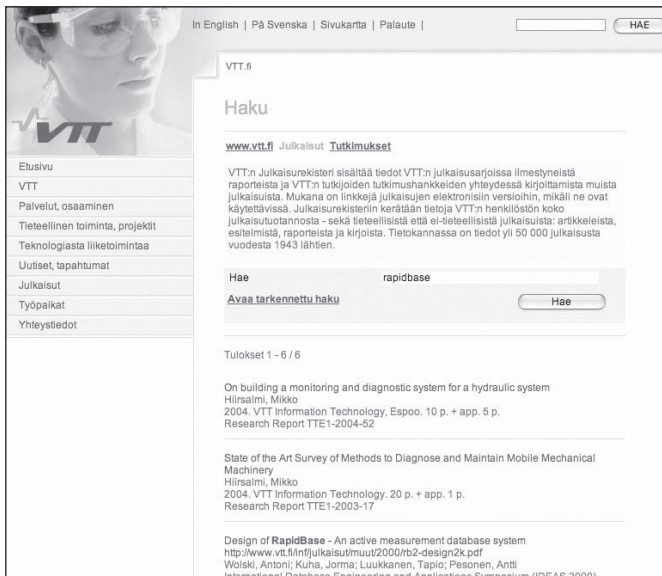 In English | På Svenska | Sivukartta | Palaute |
HAE
VTT.fi
VTT
Haku
www.vtt.fi Julkaisut Tutkimukset
Etusivu
VTT
Palvelut, osaaminen
Tieteellinen toiminta, projektit
Teknologiasta liiketoimintaa
Uutiset, tapahtumat
Julkaisut
Työpaikat
Yhteystiedot
VTT:n Julkaisurekisteri sisältää tiedot VTT:n julkaisusarjoissa ilmestyneistä
raporteista ja VTT:n tutkijoiden tutkimushankkeiden yhteydessä kirjoittamista muista
julkaisuista. Mukana on linkkejä julkaisujen elektronisiin versioihin, mikäli ne ovat
käytettävissä. Julkaisurekisteriin kerätään tietoja VTT:n henkilöstön koko
julkaisutuotannosta - sekä tieteellisistä että ei-tieteellisistä julkaisuista: artikkeleista,
esitelmistä, raporteista ja kirjoista. Tietokannassa on tiedot yli 50 000 julkaisusta
vuodesta 1943 lähtien.
Hae rapidbase
Avaa tarkennettu haku Hae
Tulokset 1 - 6 / 6
On building a monitoring and diagnostic system for a hydraulic system
Hiirsalmi, Mikko
2004. VTT Information Technology, Espoo. 10 p. + app. 5 p.
Research Report TTE1-2004-52
State of the Art Survey of Methods to Diagnose and Maintain Mobile Mechanical
Machinery
Hiirsalmi, Mikko
2004. VTT Information Technology. 20 p. + app. 1 p.
Research Report TTE1-2003-17
Design of RapidBase - An active measurement database system
http://www.vtt.fi/inf/julkaisut/muut/2000/rb2-design2k.pdf
Wolski, Antoni; Kuha, Jorma; Luukkanen, Tapio; Pesonen, Antti
International Database Engineering and Applications Symposium (IDEAS 2000)